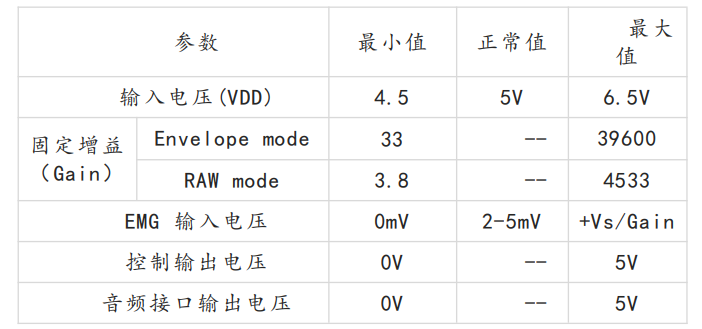 参数 最小值 正常值 最大
值
输入电压(VDD) 4.5 5V 6.5V
固定增益
（Gain）
Envelope mode 33 -- 39600
RAW mode 3.8 -- 4533
EMG 输入电压 0mV 2-5mV +Vs/Gain
控制输出电压 0V -- 5V
音频接口输出电压 0V -- 5V